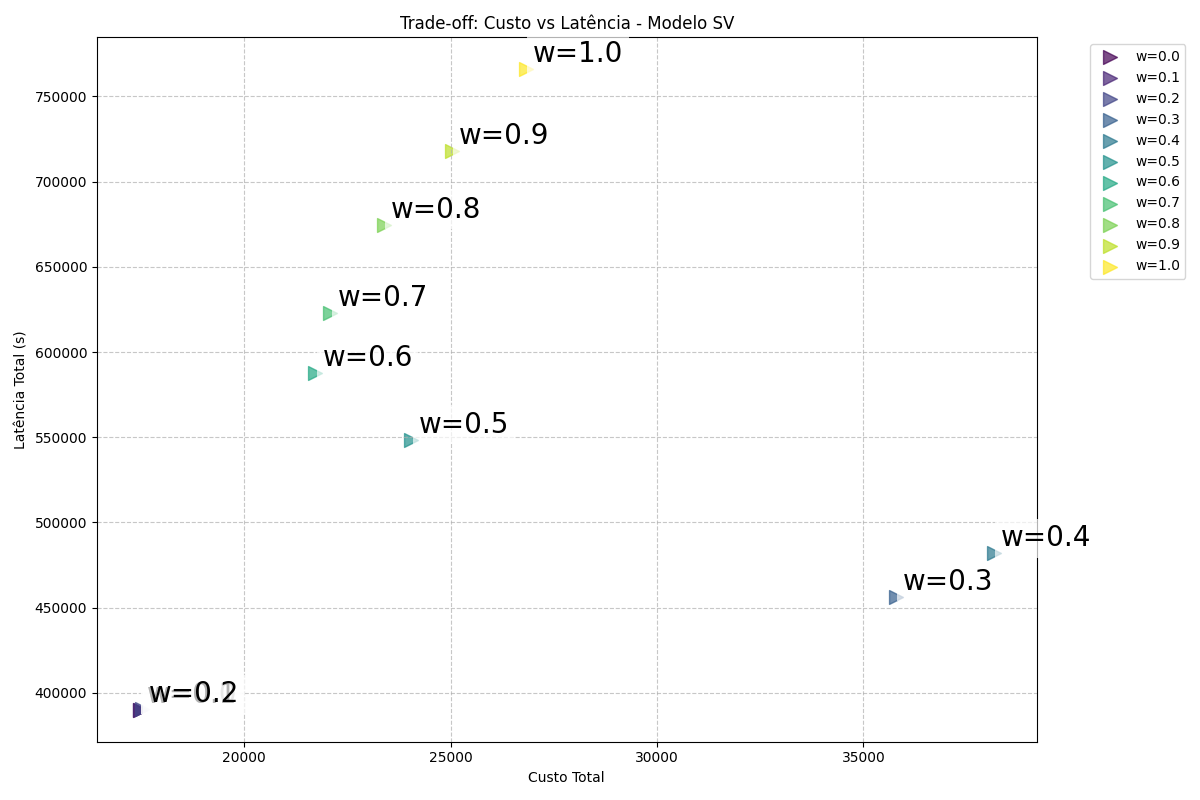 Trade-off: Custo vs Latência - Modelo SV
w=1.0
w=0.9
w=0.8
w=0.7
w=0.6
w=0.5
w=0.4
w=0.3
w=0.2
750000
700000
650000
600000
550000
500000
450000
400000
Latência Total (s)
20000
25000
30000
35000
Custo Total
w=0.0
w=0.1
w=0.2
w=0.3
w=0.4
w=0.5
w=0.6
w=0.7
w=0.8
w=0.9
w=1.0